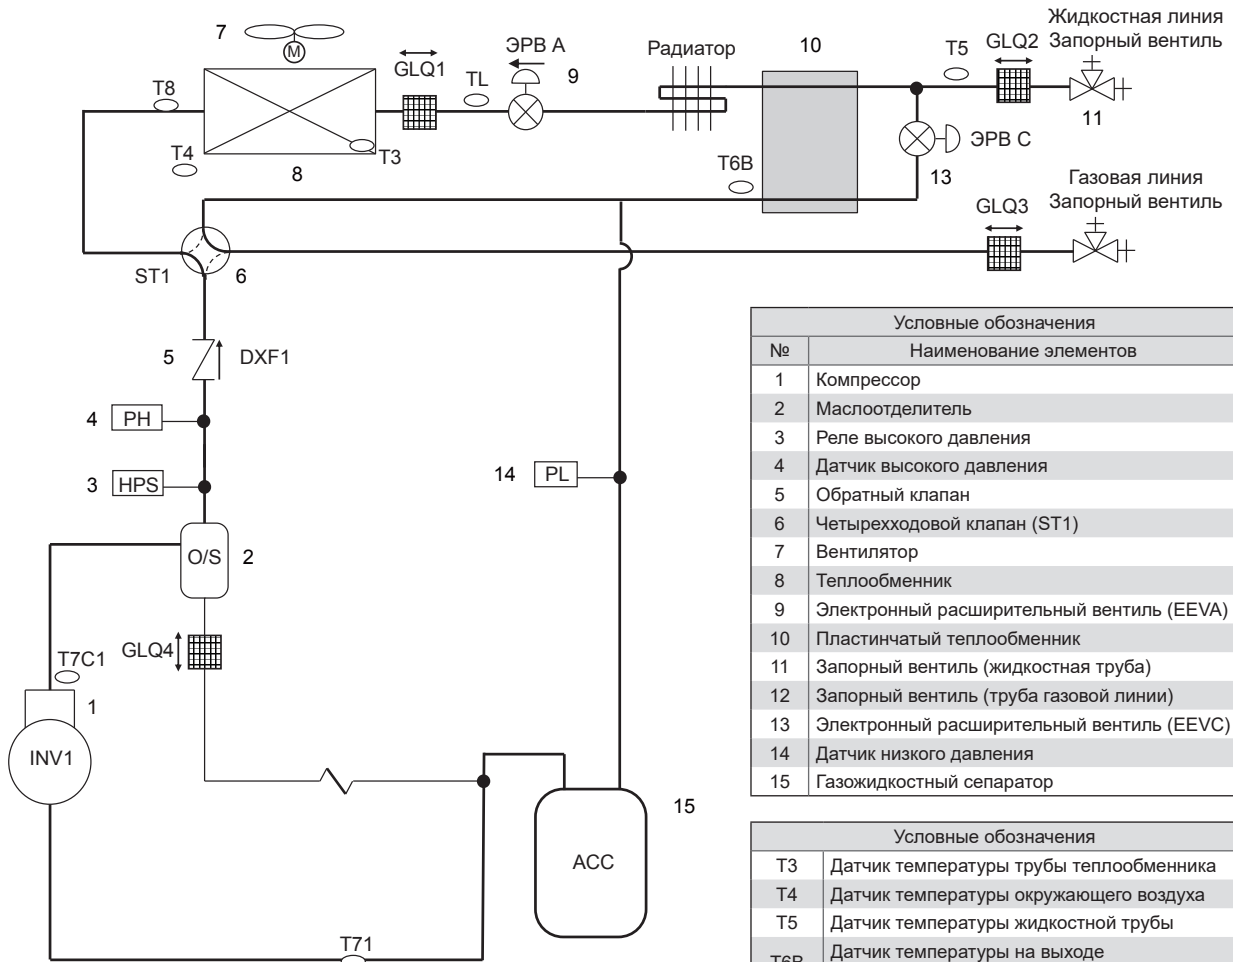 Жидкостная линия
Запорный вентиль
7
M
ЭРВ A
GLQ1
TL
9
Радиатор
10
T5
GLQ2
11
T8
T4
T3
8
T6B
ЭРВ C
13
Газовая линия
Запорный вентиль
GLQ3
ST1
6
5
DXF1
4
PH
3
HPS
14
PL
O/S
2
GLQ4
T7C1
1
INV1
15
ACC
T71
Условные обозначения
№ Наименование элементов
1 Компрессор
2 Маслоотделитель
3 Реле высокого давления
4 Датчик высокого давления
5 Обратный клапан
6 Четырехходовой клапан (ST1)
7 Вентилятор
8 Теплообменник
9 Электронный расширительный вентиль (EEVA)
10 Пластинчатый теплообменник
11 Запорный вентиль (жидкостная труба)
12 Запорный вентиль (труба газовой линии)
13 Электронный расширительный вентиль (EEVC)
14 Датчик низкого давления
15 Газожидкостный сепаратор
Условные обозначения
T3 Датчик температуры трубы теплообменника
T4 Датчик температуры окружающего воздуха
T5 Датчик температуры жидкостной трубы
T6B Датчик температуры на выходе